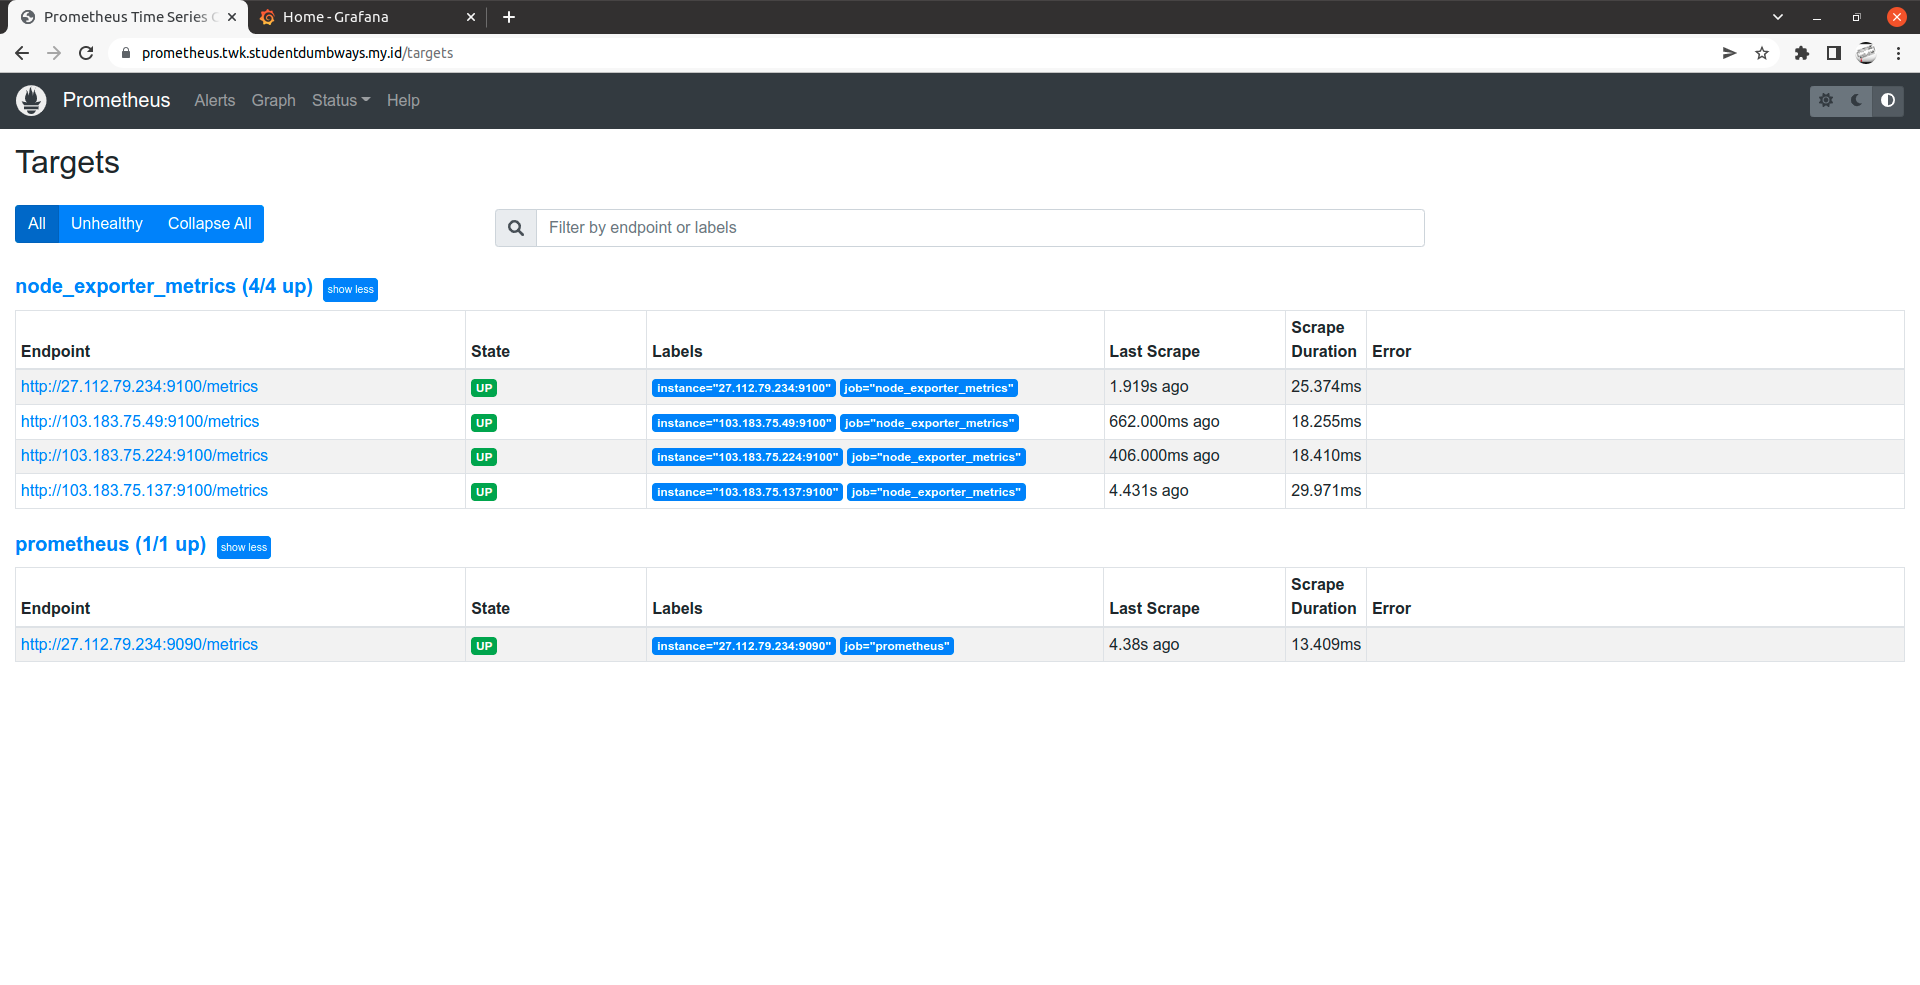 Prometheus Time Series
Home - Grafana
prometheus.twk.studentdumbways.my.id/targets
Prometheus Alerts Graph Status Help
Targets
All Unhealthy Collapse All
Filter by endpoint or labels
node_exporter_metrics (4/4 up) show less
Endpoint State Labels Last Scrape Scrape Duration Error
http://27.112.79.234:9100/metrics UP instance="27.112.79.234:9100" job="node_exporter_metrics" 1.919s ago 25.374ms
http://103.183.75.49:9100/metrics UP instance="103.183.75.49:9100" job="node_exporter_metrics" 662.000ms ago 18.255ms
http://103.183.75.224:9100/metrics UP instance="103.183.75.224:9100" job="node_exporter_metrics" 406.000ms ago 18.410ms
http://103.183.75.137:9100/metrics UP instance="103.183.75.137:9100" job="node_exporter_metrics" 4.431s ago 29.971ms
prometheus (1/1 up) show less
Endpoint State Labels Last Scrape Scrape Duration Error
http://27.112.79.234:9090/metrics UP instance="27.112.79.234:9090" job="prometheus" 4.38s ago 13.409ms